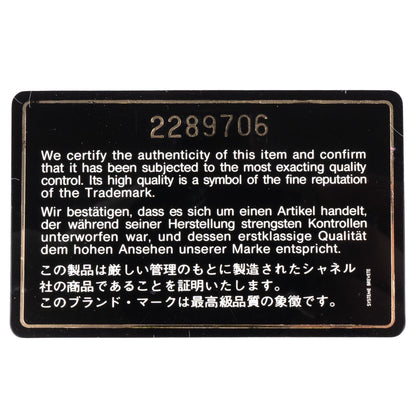 2289706
We certify the authenticity of this item and confirm
that it has been subjected to the most exacting quality
control. Its high quality is a symbol of the fine reputation
of the Trademark.
Wir bestätigen, dass es sich um einen Artikel handelt,
der während seiner Herstellung strengsten Kontrollen
unterworfen war, und dessen erstklassige Qualität
dem hohen Ansehen unserer Marke entspricht.
この製品は厳しい管理のもとに製造されたシャネル
社の商品であることを証明いたします。
このブランド・マークは最高級品質の象徴です。
SYSTEME BREVETE